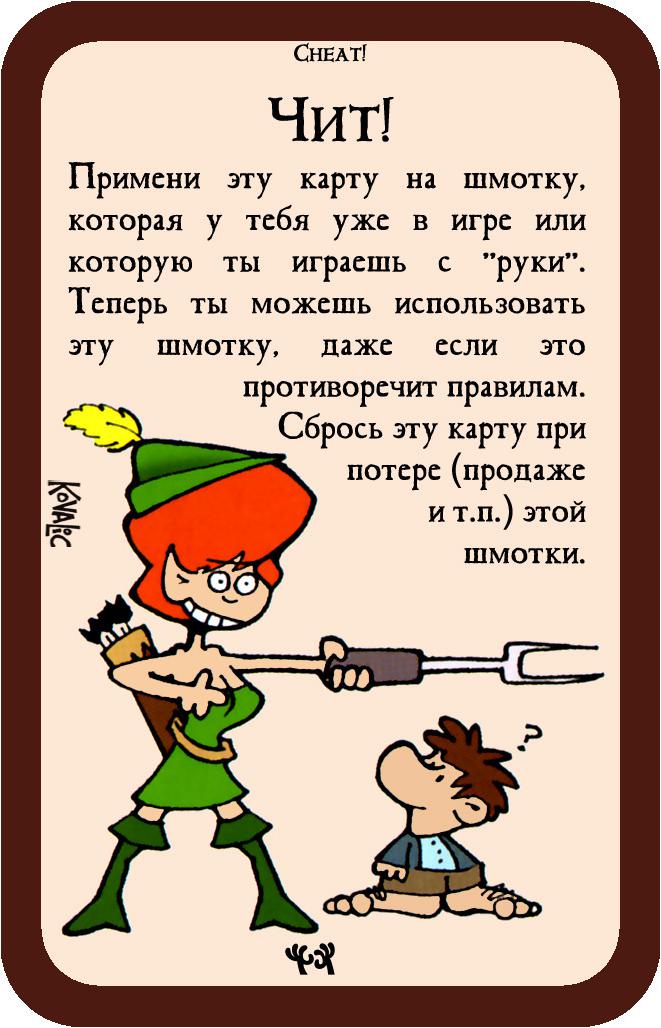 Cheat!
Чит!
Примени эту карту на шмотку,
которая у тебя уже в игре или
которую ты играешь с "руки".
Теперь ты можешь использовать
эту шмотку, даже если это
противоречит правилам.
Сбрось эту карту при
потере (продаже
и т.п.) этой
шмотки.
Kovalic
?